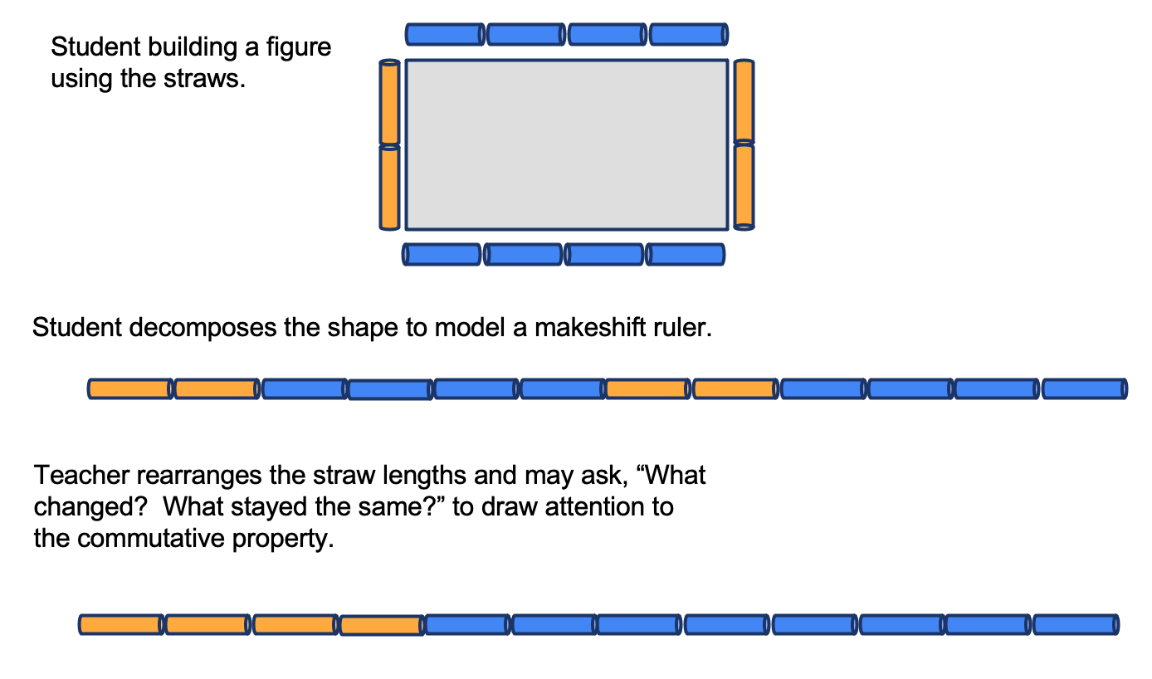 Student building a figure
using the straws.
Student decomposes the shape to model a makeshift ruler.
Teacher rearranges the straw lengths and may ask, “What
changed?  What stayed the same?” to draw attention to
the commutative property.